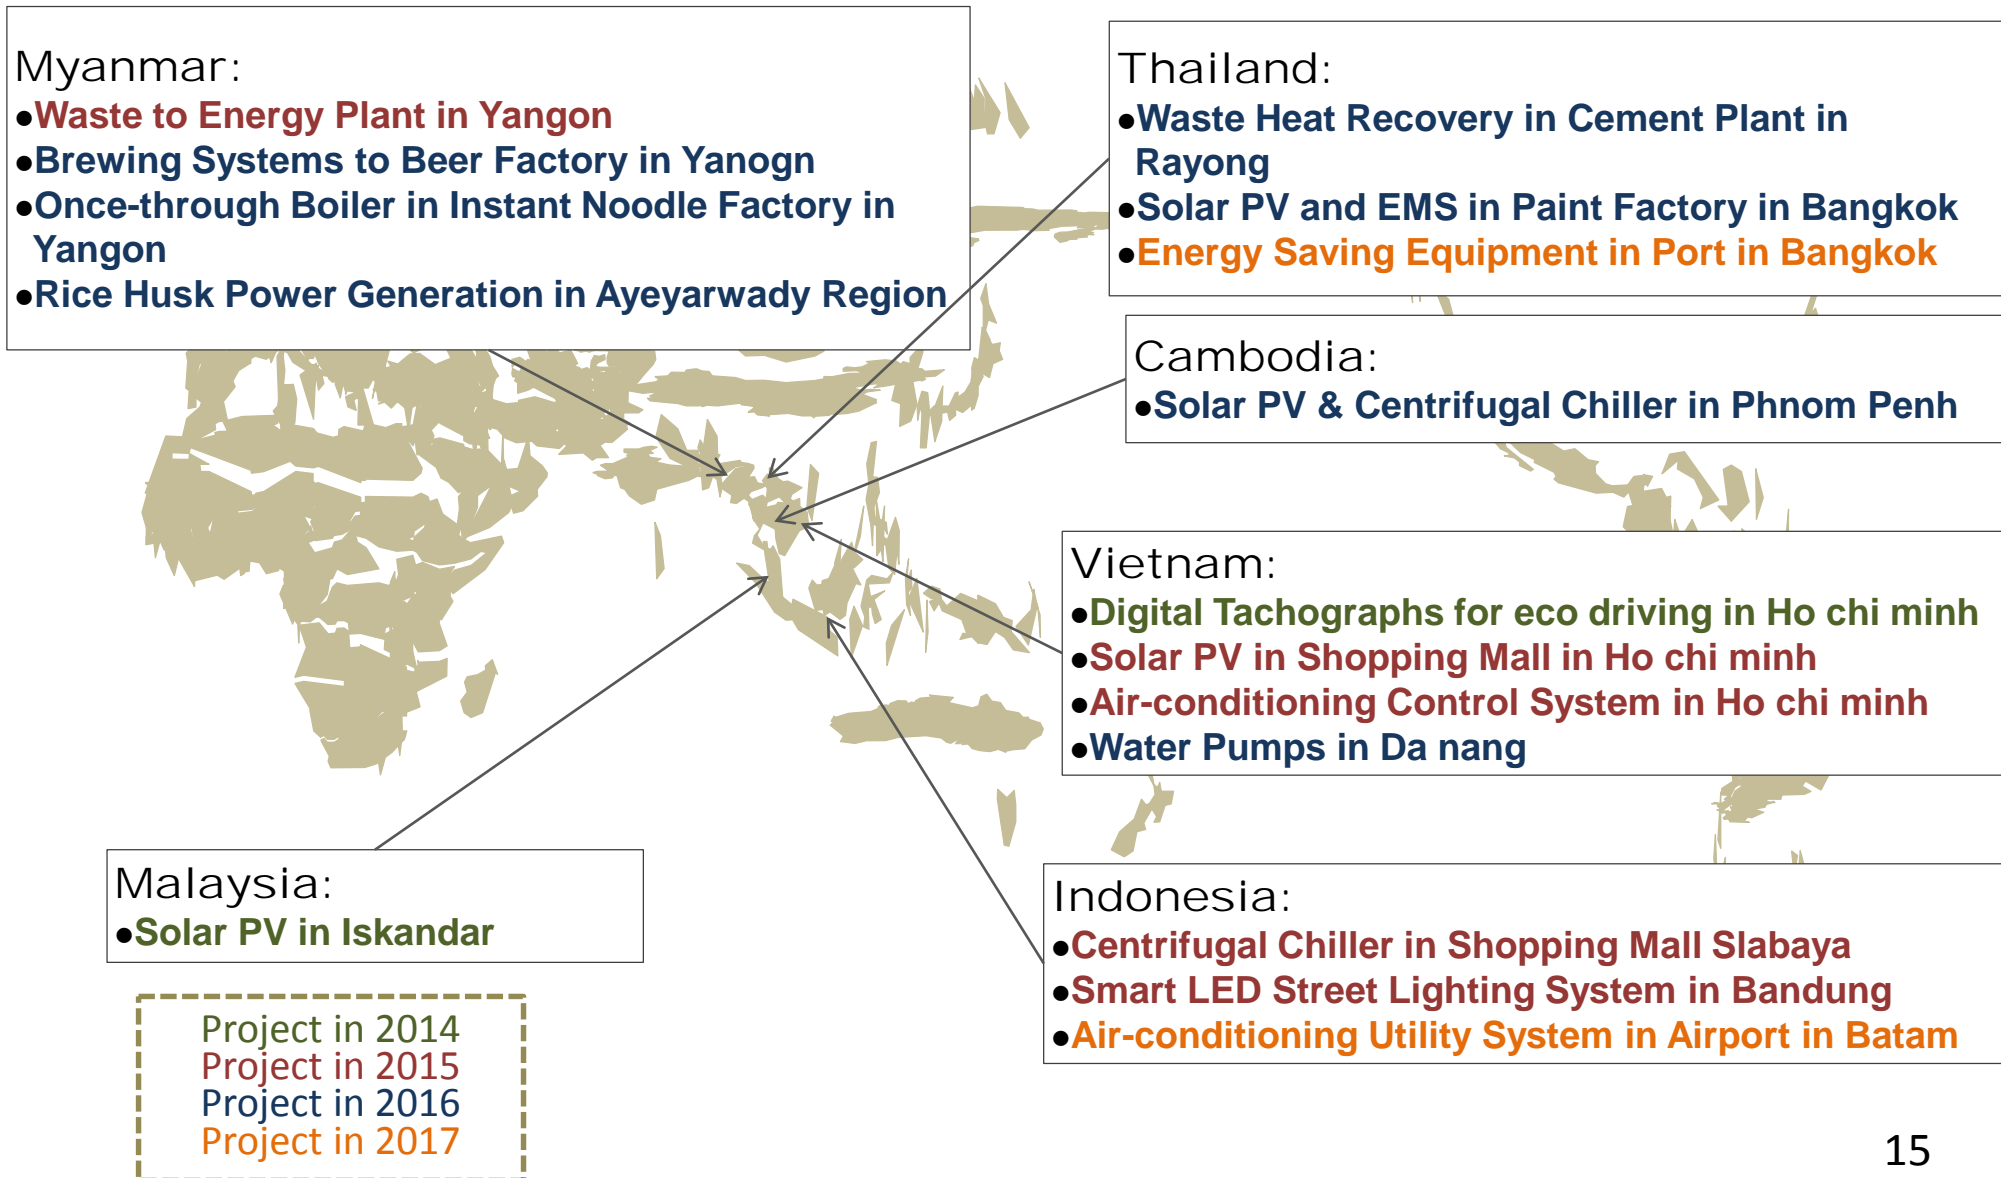 Myanmar:
●Waste to Energy Plant in Yangon
●Brewing Systems to Beer Factory in Yanogn
●Once-through Boiler in Instant Noodle Factory in
Yangon
●Rice Husk Power Generation in Ayeyarwady Region
Thailand:
●Waste Heat Recovery in Cement Plant in
Rayong
●Solar PV and EMS in Paint Factory in Bangkok
●Energy Saving Equipment in Port in Bangkok
Cambodia:
●Solar PV & Centrifugal Chiller in Phnom Penh
Vietnam:
●Digital Tachographs for eco driving in Ho chi minh
●Solar PV in Shopping Mall in Ho chi minh
●Air-conditioning Control System in Ho chi minh
●Water Pumps in Da nang
Malaysia:
●Solar PV in Iskandar
Indonesia:
●Centrifugal Chiller in Shopping Mall Slabaya
●Smart LED Street Lighting System in Bandung
●Air-conditioning Utility System in Airport in Batam
Project in 2014
Project in 2015
Project in 2016
Project in 2017
15